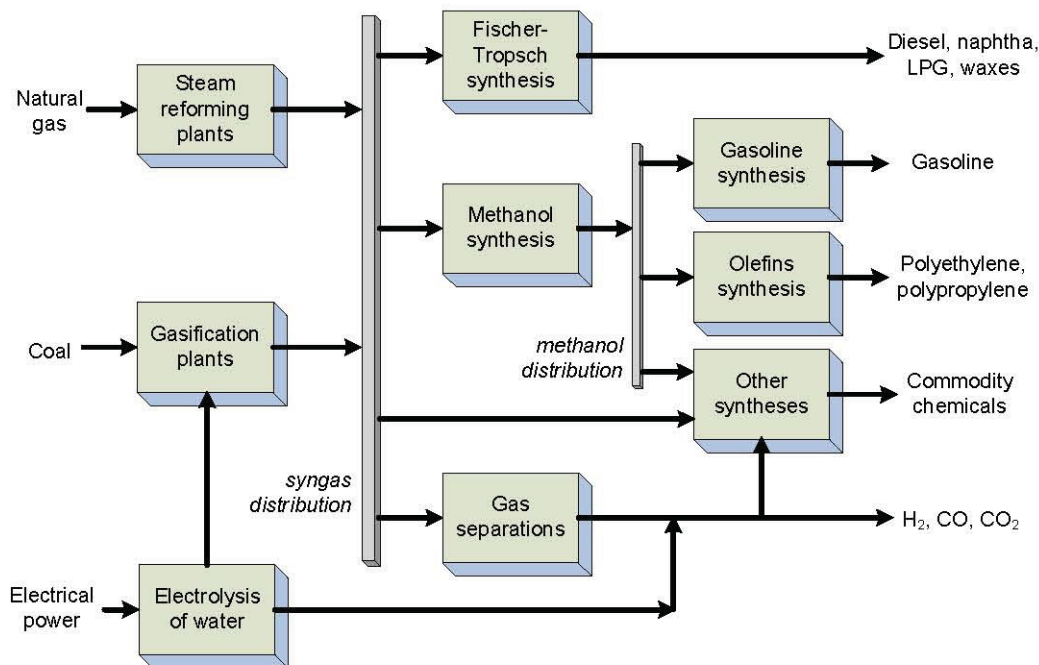 Fischer-
Tropsch
synthesis
Diesel, naphtha,
LPG, waxes
Natural
gas
Steam
reforming
plants
Gasoline
synthesis
Gasoline
Methanol
synthesis
Olefins
synthesis
Polyethylene,
polypropylene
Coal
Gasification
plants
methanol
distribution
Other
syntheses
Commodity
chemicals
syngas
distribution
Gas
separations
H₂, CO, CO₂
Electrical
power
Electrolysis
of water